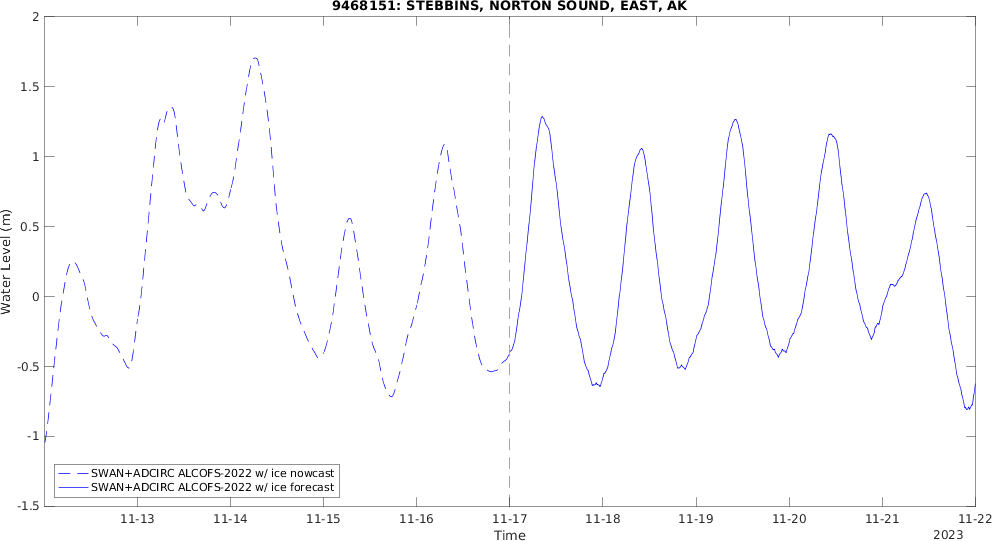 9468151: STEBBINS, NORTON SOUND, EAST, AK
2
1.5
1
0.5
0
-0.5
-1
-1.5
Water Level (m)
SWAN+ADCIRC ALCOFS-2022 w/ ice nowcast
SWAN+ADCIRC ALCOFS-2022 w/ ice forecast
11-13 11-14 11-15 11-16 11-17 11-18 11-19 11-20 11-21 11-22
Time
2023